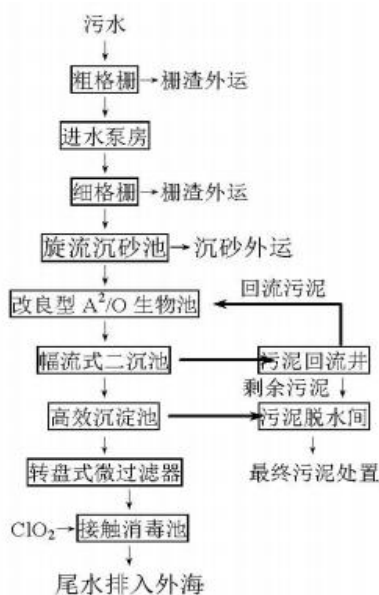 污水
粗格栅→栅渣外运
进水泵房
细格栅→栅渣外运
旋流沉砂池→沉砂外运
回流污泥
改良型 A²/O 生物池
幅流式二沉池
污泥回流井
剩余污泥
高效沉淀池
污泥脱水间
转盘式微过滤器
最终污泥处置
ClO₂→接触消毒池
尾水排入外海